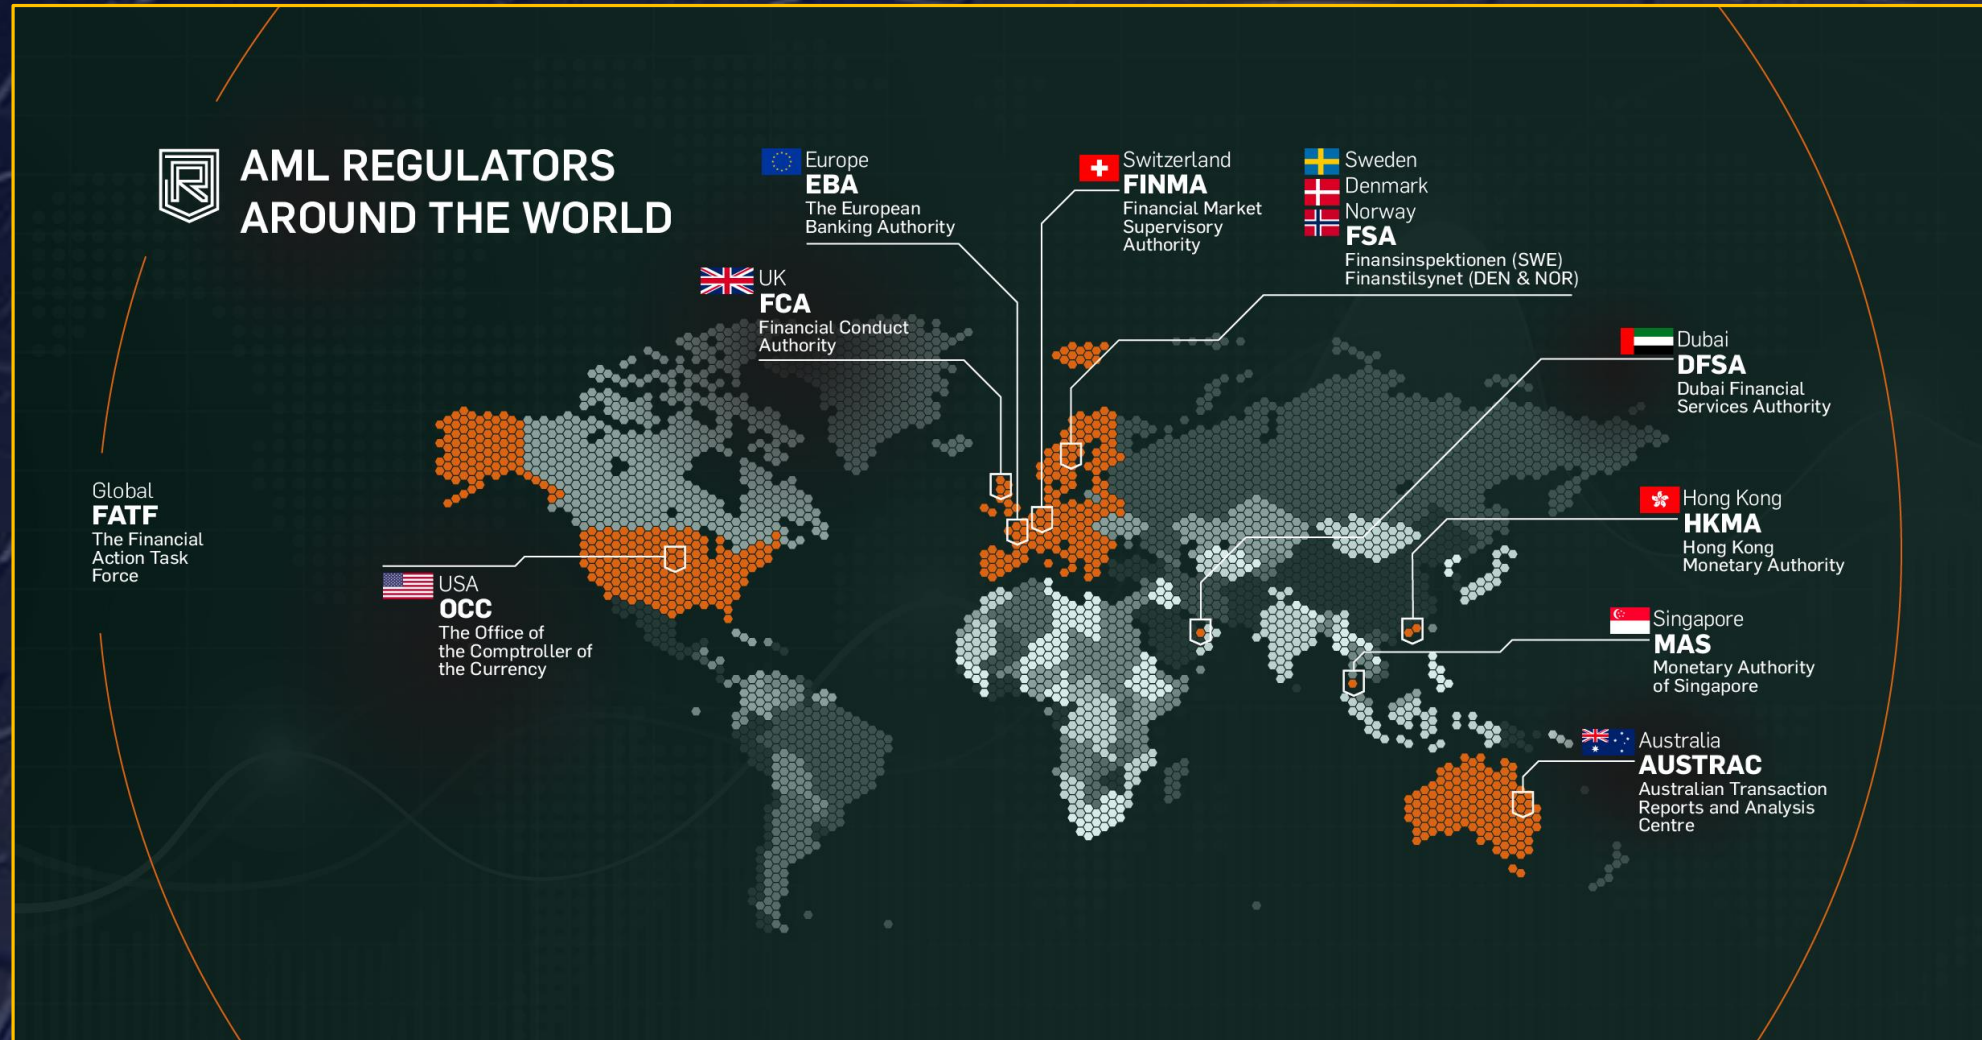 AML REGULATORS
AROUND THE WORLD
Europe
EBA
The European
Banking Authority
Switzerland
FINMA
Financial Market
Supervisory
Authority
Sweden
Denmark
Norway
FSA
Finansinspektionen (SWE)
Finanstilsynet (DEN & NOR)
UK
FCA
Financial Conduct
Authority
Dubai
DFSA
Dubai Financial
Services Authority
Global
FATF
The Financial
Action Task
Force
Hong Kong
HKMA
Hong Kong
Monetary Authority
USA
OCC
The Office of
the Comptroller of
the Currency
Singapore
MAS
Monetary Authority
of Singapore
Australia
AUSTRAC
Australian Transaction
Reports and Analysis
Centre